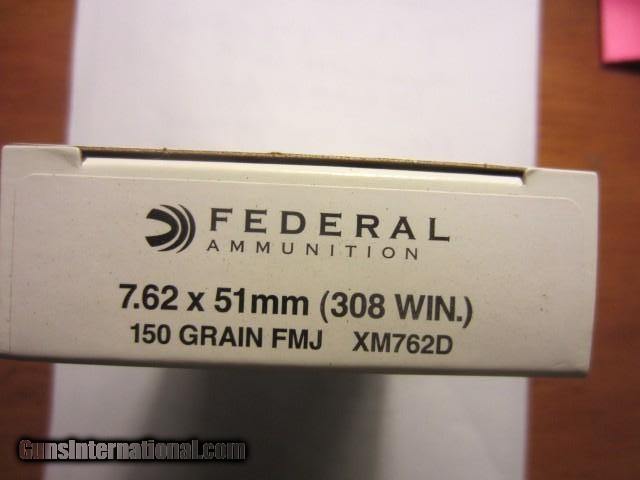 FEDERAL
AMMUNITION
7.62 x 51mm (308 WIN.)
150 GRAIN FMJ XM762D
GunsInternational.com